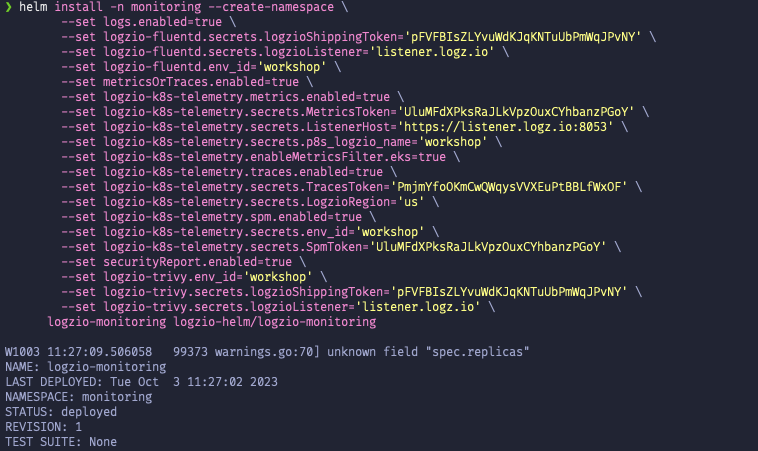 ❯ helm install -n monitoring --create-namespace \
--set logs.enabled=true \
--set logzio-fluentd.secrets.logzioShippingToken='pFVFBIsZLYvuWdKJqKNTuUbPmWqJPvNY' \
--set logzio-fluentd.secrets.logzioListener='listener.logz.io' \
--set logzio-fluentd.env_id='workshop' \
--set metricsOrTraces.enabled=true \
--set logzio-k8s-telemetry.metrics.enabled=true \
--set logzio-k8s-telemetry.secrets.MetricsToken='UluMFdXPksRaJLkVpzOuxCYhbanzPGoY' \
--set logzio-k8s-telemetry.secrets.ListenerHost='https://listener.logz.io:8053' \
--set logzio-k8s-telemetry.secrets.p8s_logzio_name='workshop' \
--set logzio-k8s-telemetry.enableMetricsFilter.eks=true \
--set logzio-k8s-telemetry.traces.enabled=true \
--set logzio-k8s-telemetry.secrets.TracesToken='PmjmYfoOKmCwQWqysVVXEuPtBBLfWxOF' \
--set logzio-k8s-telemetry.secrets.LogzioRegion='us' \
--set logzio-k8s-telemetry.spm.enabled=true \
--set logzio-k8s-telemetry.secrets.env_id='workshop' \
--set logzio-k8s-telemetry.secrets.SpmToken='UluMFdXPksRaJLkVpzOuxCYhbanzPGoY' \
--set securityReport.enabled=true \
--set logzio-trivy.env_id='workshop' \
--set logzio-trivy.secrets.logzioShippingToken='pFVFBIsZLYvuWdKJqKNTuUbPmWqJPvNY' \
--set logzio-trivy.secrets.logzioListener='listener.logz.io' \
logzio-monitoring logzio-helm/logzio-monitoring
W1003 11:27:09.506058 99373 warnings.go:70] unknown field "spec.replicas"
NAME: logzio-monitoring
LAST DEPLOYED: Tue Oct 3 11:27:02 2023
NAMESPACE: monitoring
STATUS: deployed
REVISION: 1
TEST SUITE: None